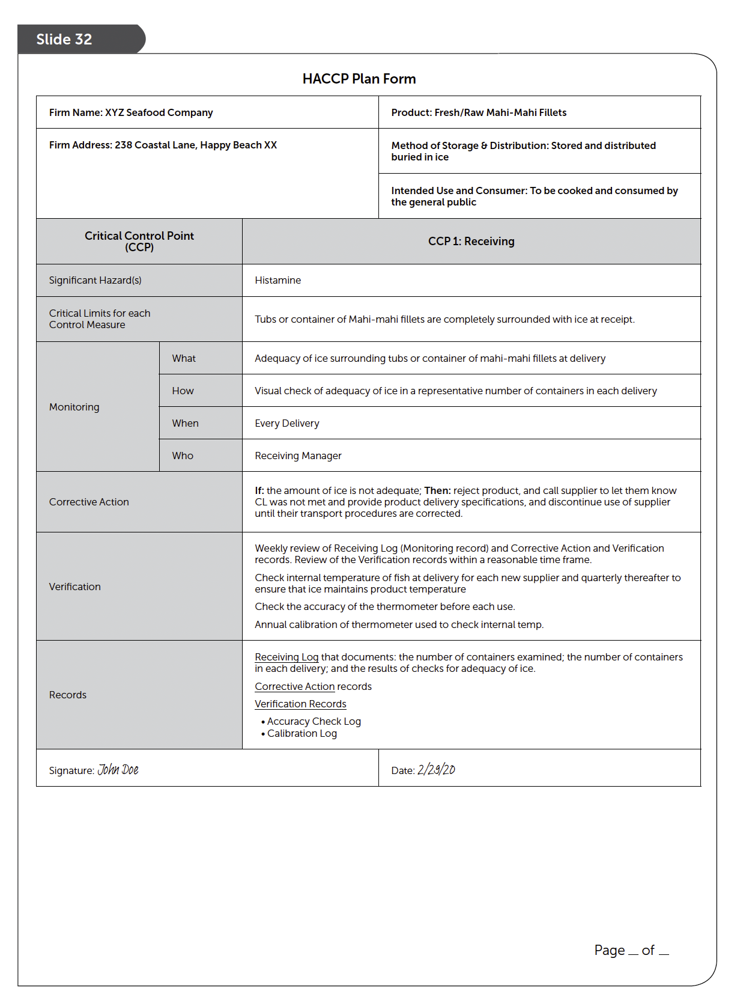 Slide 32
HACCP Plan Form
Firm Name: XYZ Seafood Company
Product: Fresh/Raw Mahi-Mahi Fillets
Firm Address: 238 Coastal Lane, Happy Beach XX
Method of Storage & Distribution: Stored and distributed
buried in ice
Intended Use and Consumer: To be cooked and consumed by
the general public
Critical Control Point
(CCP)
CCP 1: Receiving
Significant Hazard(s)
Histamine
Critical Limits for each
Control Measure
Tubs or container of Mahi-mahi fillets are completely surrounded with ice at receipt.
Monitoring
What
Adequacy of ice surrounding tubs or container of mahi-mahi fillets at delivery
How
Visual check of adequacy of ice in a representative number of containers in each delivery
When
Every Delivery
Who
Receiving Manager
Corrective Action
If: the amount of ice is not adequate; Then: reject product, and call supplier to let them know
CL was not met and provide product delivery specifications, and discontinue use of supplier
until their transport procedures are corrected.
Verification
Weekly review of Receiving Log (Monitoring record) and Corrective Action and Verification
records. Review of the Verification records within a reasonable time frame.
Check internal temperature of fish at delivery for each new supplier and quarterly thereafter to
ensure that ice maintains product temperature
Check the accuracy of the thermometer before each use.
Annual calibration of thermometer used to check internal temp.
Records
Receiving Log that documents: the number of containers examined; the number of containers
in each delivery; and the results of checks for adequacy of ice.
Corrective Action records
Verification Records
• Accuracy Check Log
• Calibration Log
Signature: John Doe
Date: 2/29/20
Page _ of _